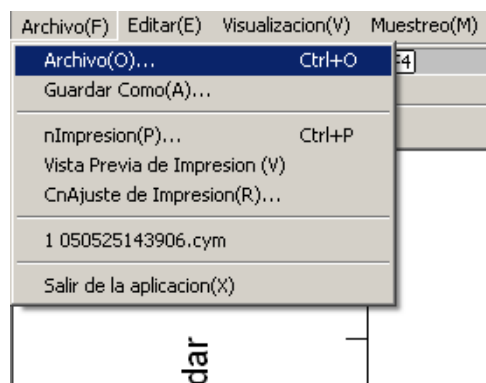 Archivo(F) Editar(E) Visualizacion(V) Muestreo(M)
Archivo(O)... Ctrl+O
F4
Guardar Como(A)...
nImpresion(P)... Ctrl+P
Vista Previa de Impresion (V)
CnAjuste de Impresion(R)...
1 050525143906.cym
Salir de la aplicacion(X)
dar